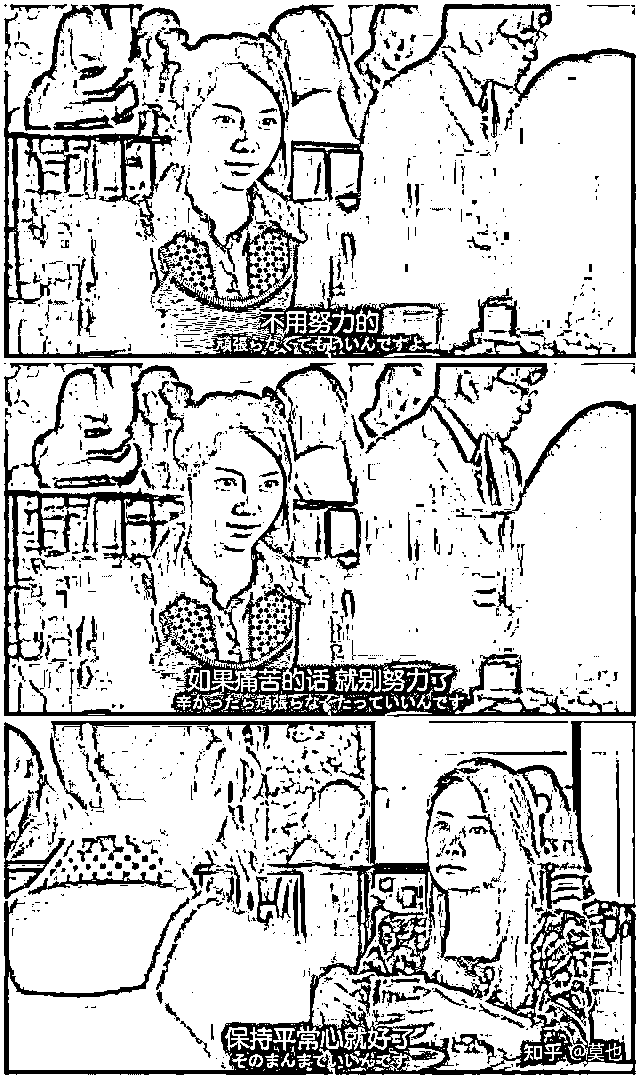 不用努力的
頑張らなくてもいいんですよ
如果痛苦的话 就别努力了
辛かったら頑張らなくたっていいんです
保持平常心就好了
そのまんまでいいんです
知乎 @莫也